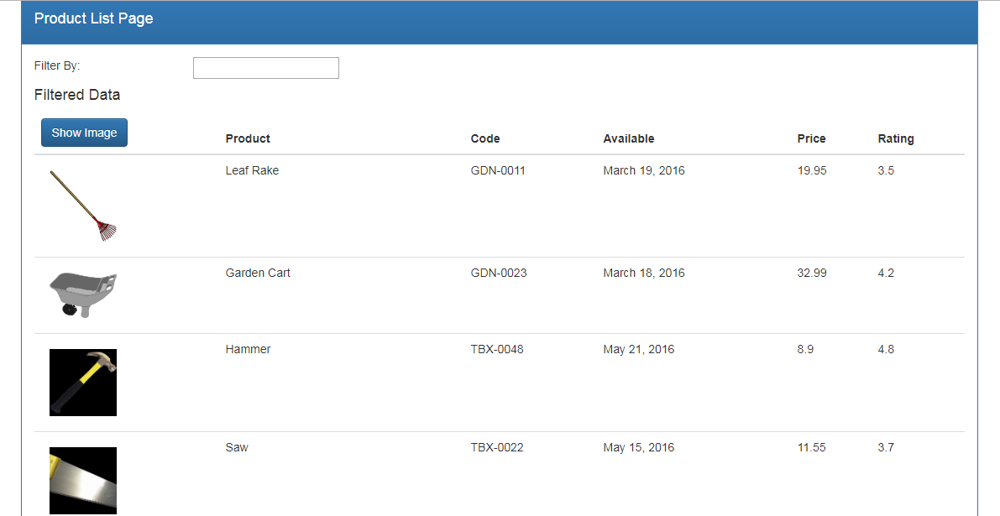 Product List Page
Filter By:
Filtered Data
Show Image Product Code Available Price Rating
Leaf Rake GDN-0011 March 19, 2016 19.95 3.5
Garden Cart GDN-0023 March 18, 2016 32.99 4.2
Hammer TBX-0048 May 21, 2016 8.9 4.8
Saw TBX-0022 May 15, 2016 11.55 3.7